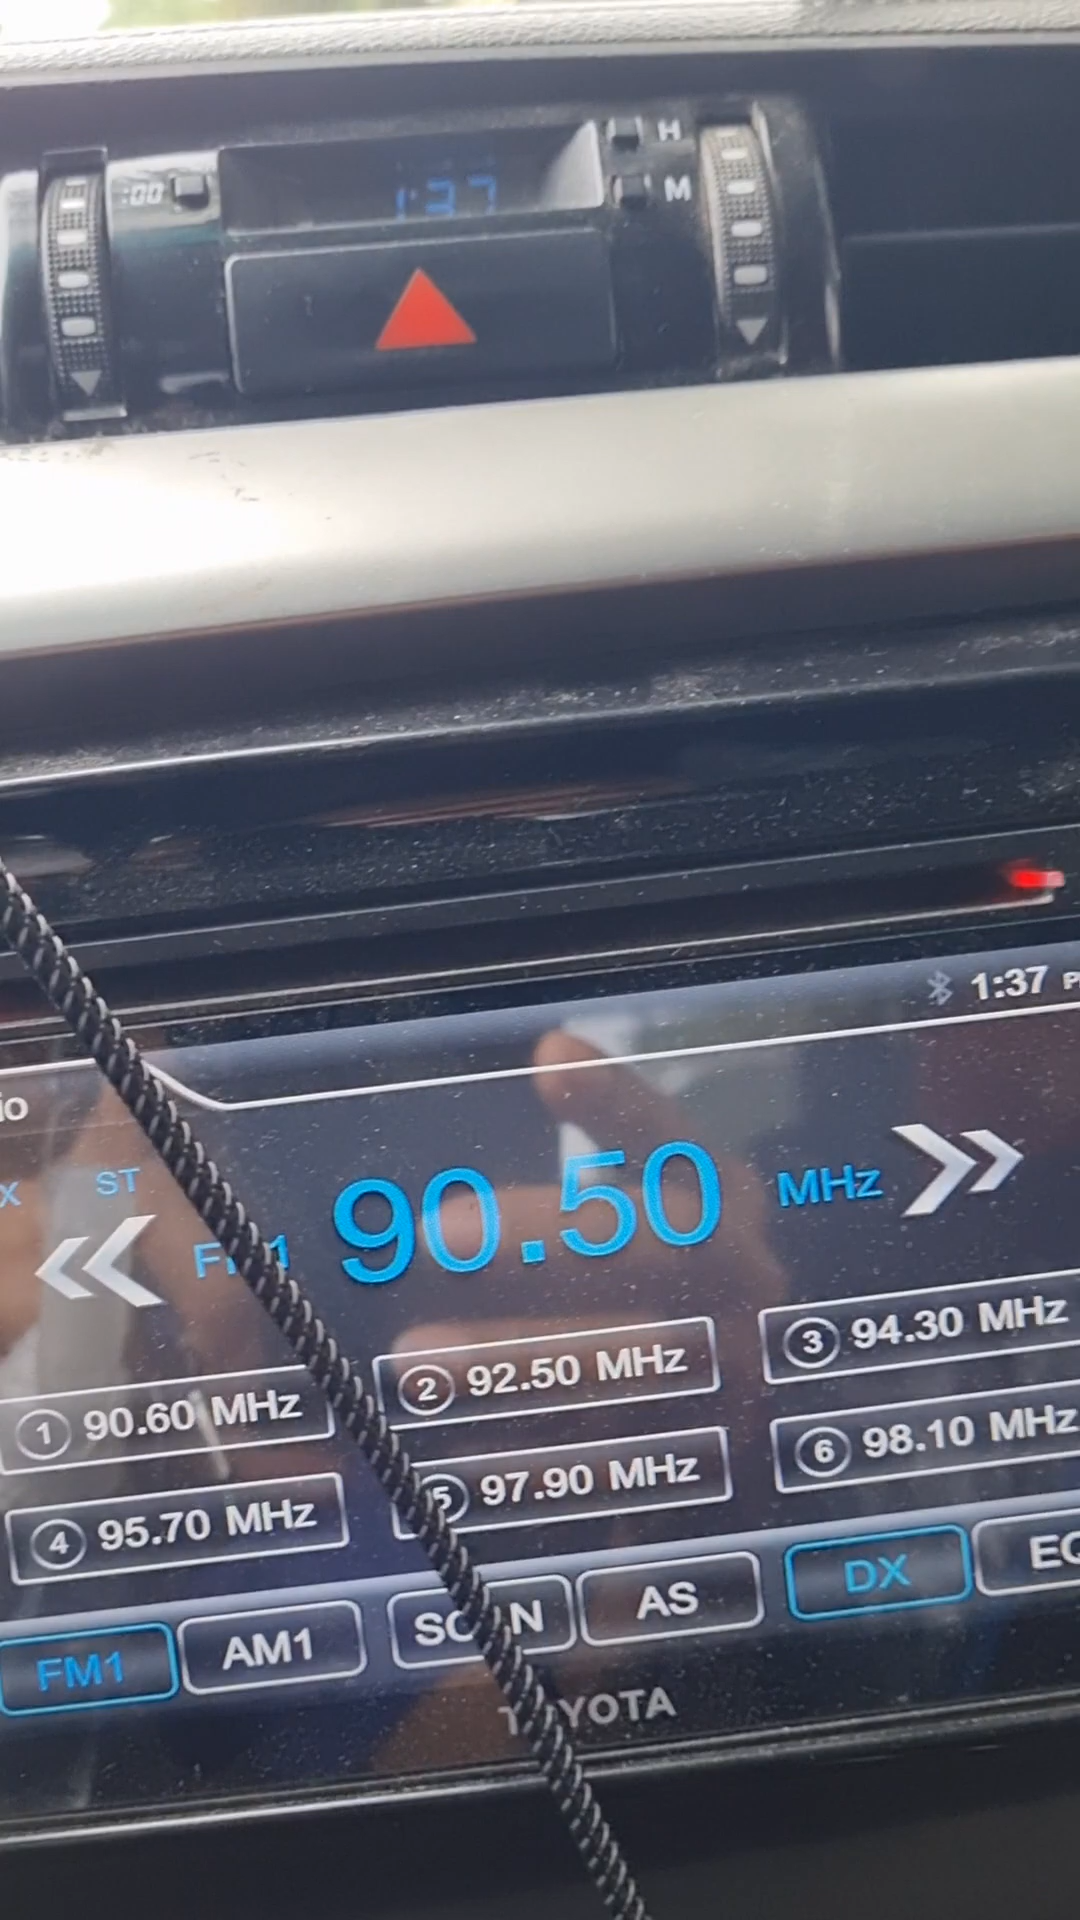 :00
1:37
H
M
1:37
ST
FM1
90.50
MHz
1 90.60 MHz
2 92.50 MHz
3 94.30 MHz
4 95.70 MHz
5 97.90 MHz
6 98.10 MHz
FM1
AM1
SCAN
AS
DX
EQ
TOYOTA